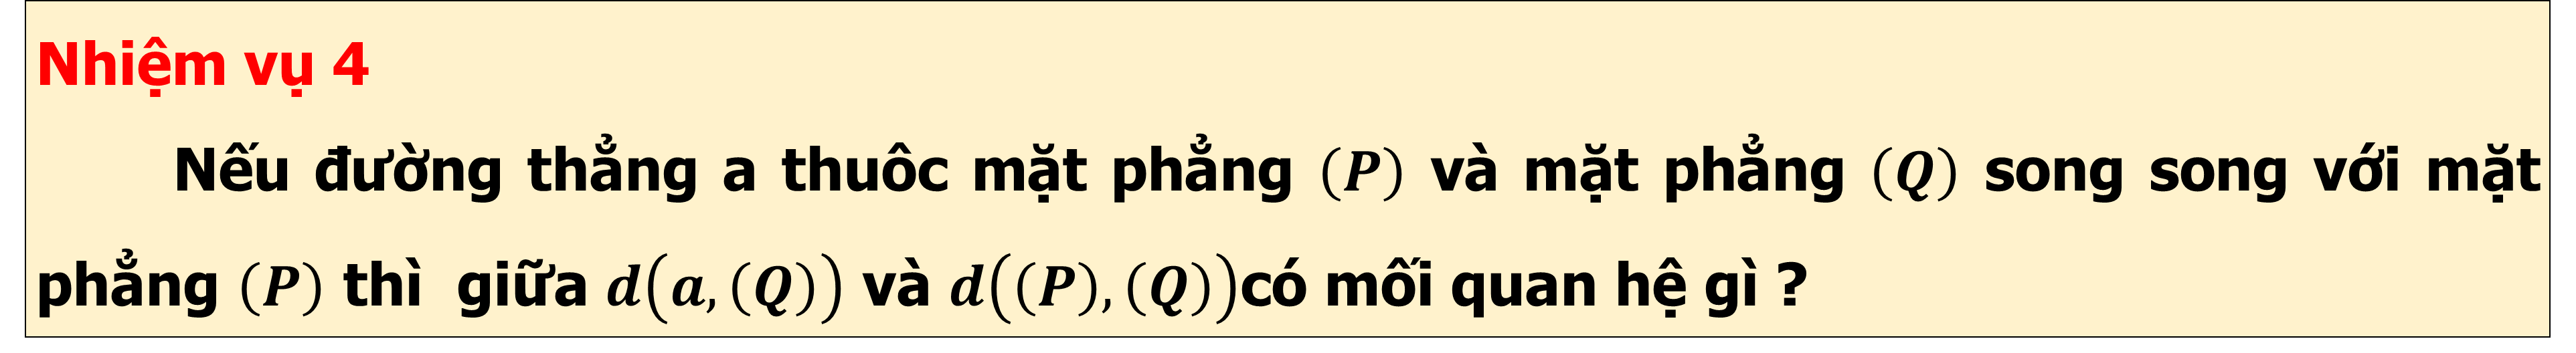 Nhiệm vụ 4
Nếu đường thẳng a thuôc mặt phẳng (P) và mặt phẳng (Q) song song với mặt
phẳng (P) thì giữa d(a, (Q)) và d((P), (Q))có mối quan hệ gì ?